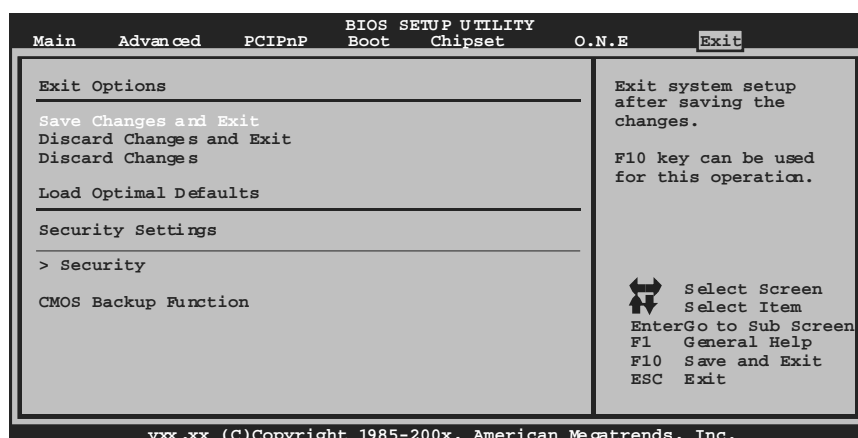 BIOS SETUP UTILITY
Main Advanced PCIPnP Boot Chipset O.N.E Exit
Exit Options
Save Changes and Exit
Discard Changes and Exit
Discard Changes
Load Optimal Defaults
Security Settings
> Security
CMOS Backup Function
Exit system setup
after saving the
changes.
F10 key can be used
for this operation.
Select Screen
Select Item
Enter Go to Sub Screen
F1 General Help
F10 Save and Exit
ESC Exit
vxx.xx (C)Copyright 1985-200x, American Megatrends, Inc.